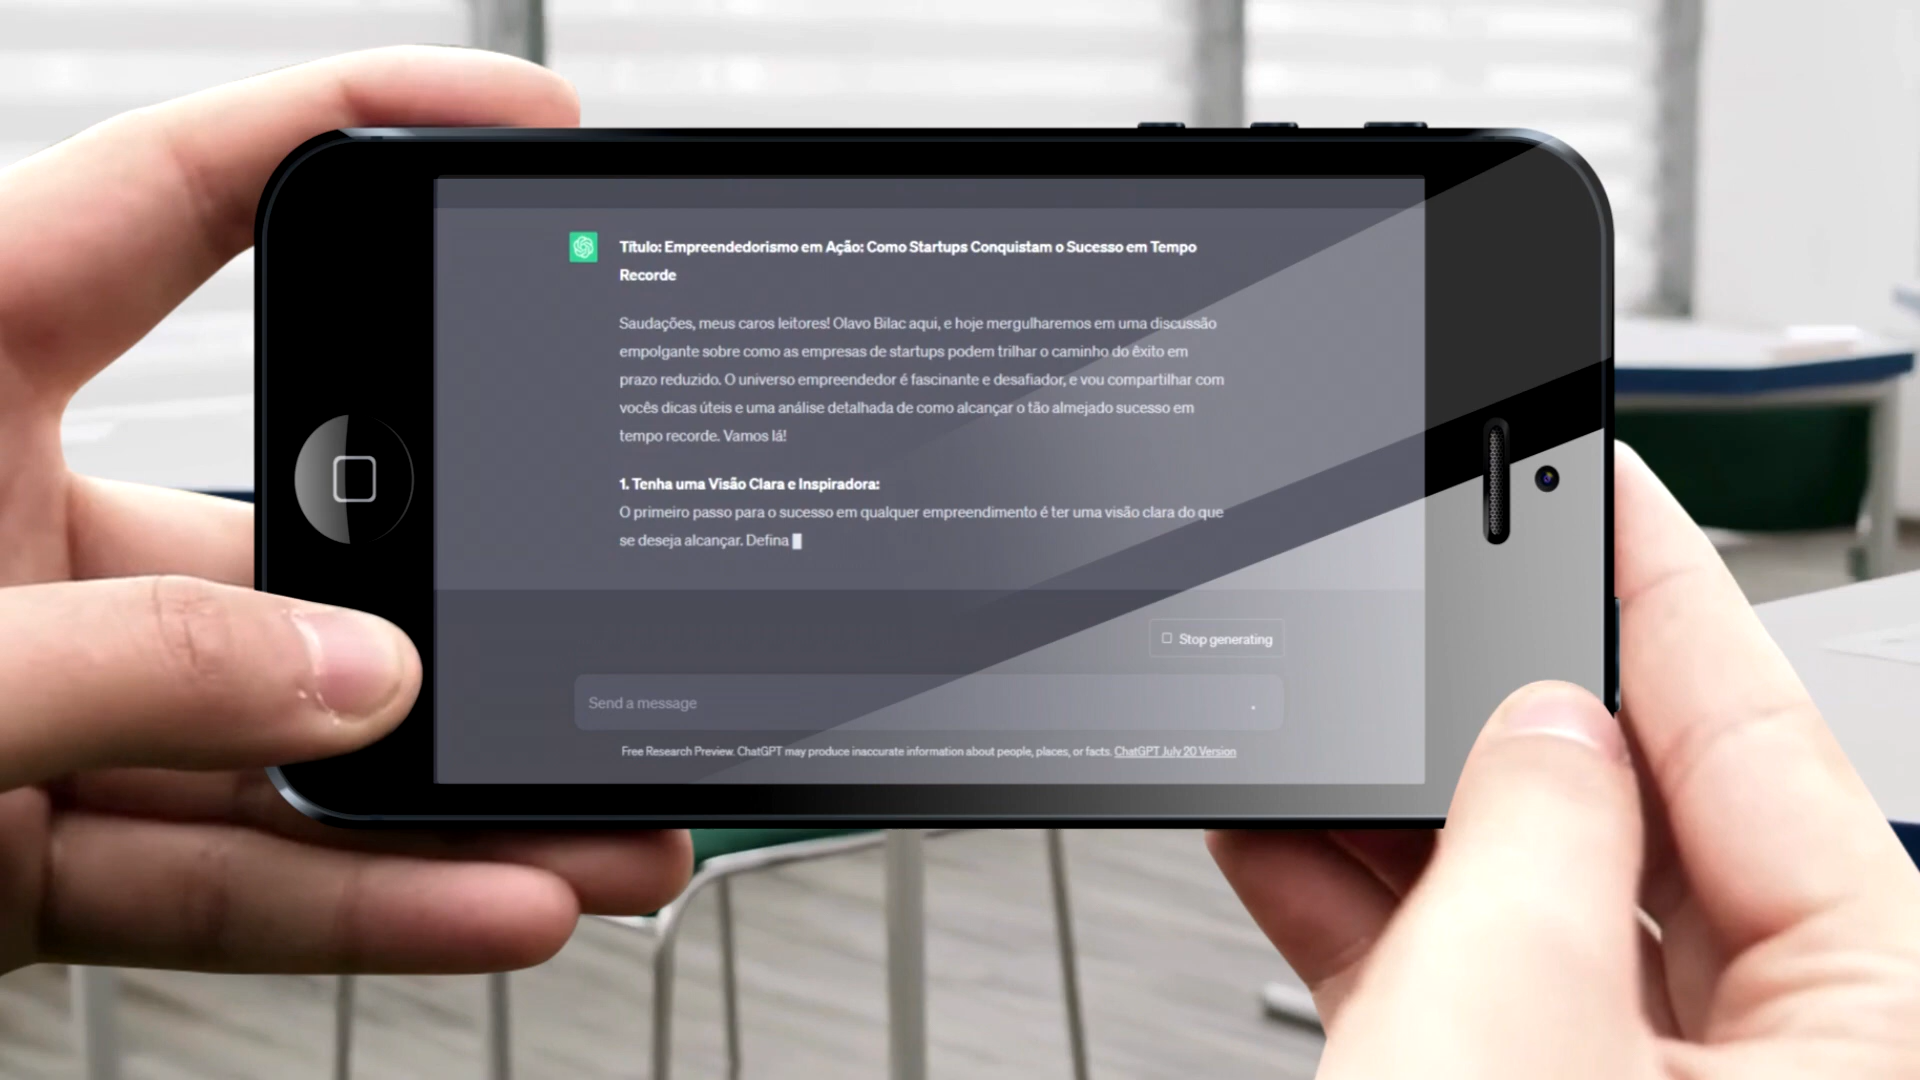 Título: Empreendedorismo em Ação: Como Startups Conquistam o Sucesso em Tempo
Recorde
Saudações, meus caros leitores! Olavo Bilac aqui, e hoje mergulharemos em uma discussão
empolgante sobre como as empresas de startups podem trilhar o caminho do êxito em
prazo reduzido. O universo empreendedor é fascinante e desafiador, e vou compartilhar com
vocês dicas úteis e uma análise detalhada de como alcançar o tão almejado sucesso em
tempo recorde. Vamos lá!
1. Tenha uma Visão Clara e Inspiradora:
O primeiro passo para o sucesso em qualquer empreendimento é ter uma visão clara do que
se deseja alcançar. Defina
Stop generating
Send a message
Free Research Preview. ChatGPT may produce inaccurate information about people, places, or facts. ChatGPT July 20 Version